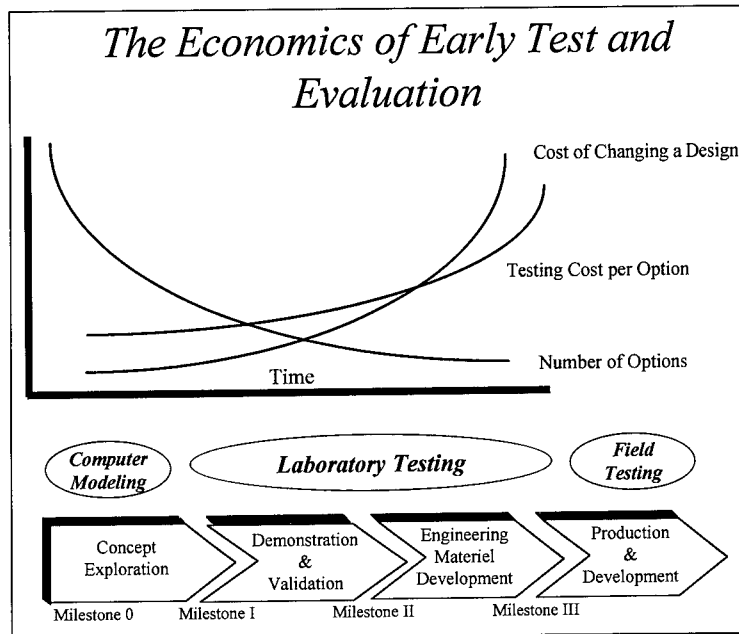 The Economics of Early Test and
Evaluation
Cost of Changing a Design
Testing Cost per Option
Number of Options
Time
Computer
Modeling
Laboratory Testing
Field
Testing
Concept
Exploration
Demonstration
&
Validation
Engineering
Materiel
Development
Production
&
Development
Milestone 0
Milestone I
Milestone II
Milestone III